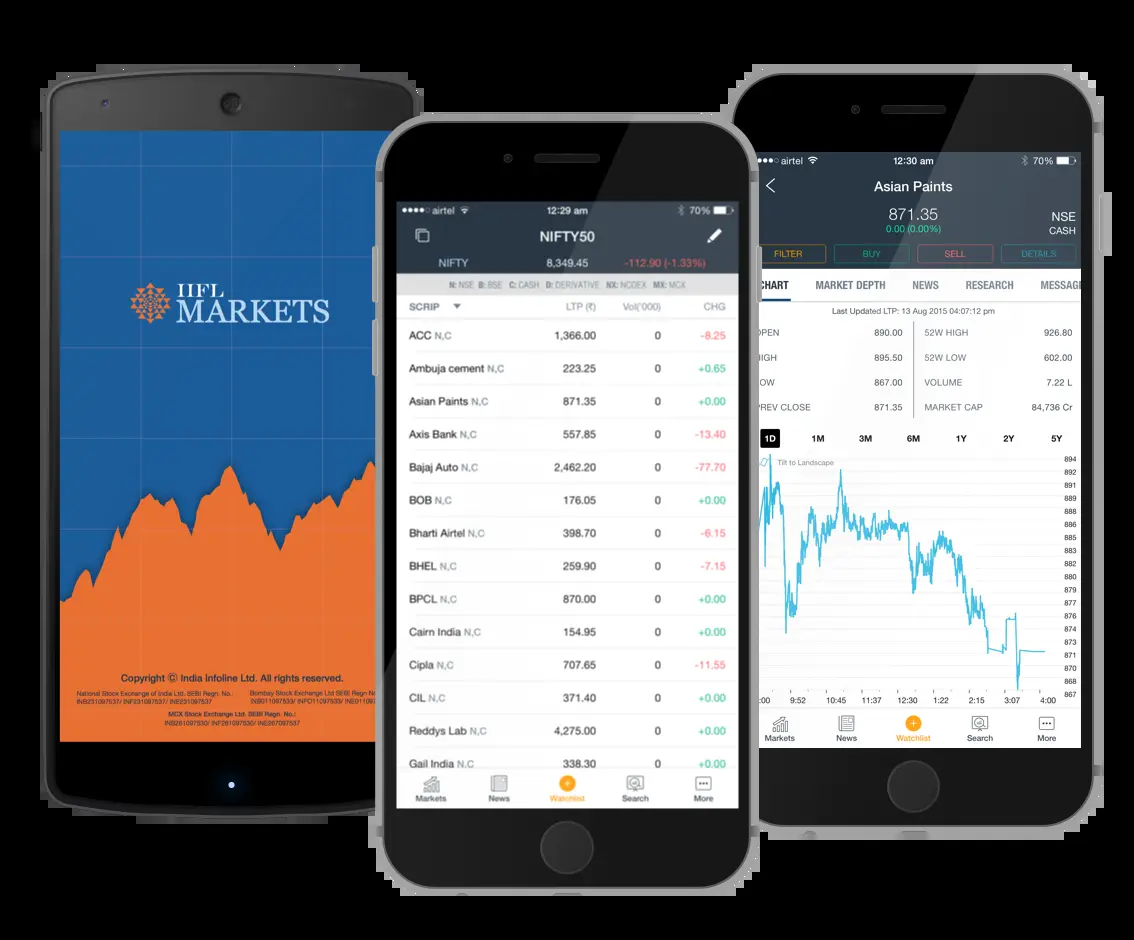 IIFL
MARKETS
Copyright © India Infoline Ltd. All rights reserved.
National Stock Exchange of India Ltd. SEBI Regn. No.:
INB231097537/ INF231097537/ INE231097537
Bombay Stock Exchange Ltd SEBI Regn
MCX Stock Exchange Ltd. SEBI Regn. No.:
INB261097530/ INF261097530/ INE267097537
airtel 12:29 am 70%
NIFTY50
NIFTY 8,349.45 -112.90 (-1.33%)
N: NSE B: BSE C: CASH D: DERIVATIVE NX: NCDEX MX: MCX
SCRIP LTP (₹) Vol('000) CHG
ACC N,C 1,366.00 0 -8.25
Ambuja cement N,C 223.25 0 +0.65
Asian Paints N,C 871.35 0 +0.00
Axis Bank N,C 557.85 0 -13.40
Bajaj Auto N,C 2,462.20 0 -77.70
BOB N,C 176.05 0 +0.00
Bharti Airtel N,C 398.70 0 -6.15
BHEL N,C 259.90 0 -7.15
BPCL N,C 870.00 0 +0.00
Cairn India N,C 154.95 0 +0.00
Cipla N,C 707.65 0 -11.55
CIL N,C 371.40 0 +0.00
Reddys Lab N,C 4,275.00 0 +0.00
Gail India N.C 338.30 0 +0.00
Markets News Watchlist Search More
airtel 12:30 am 70%
Asian Paints
871.35
0.00 (0.00%)
NSE
CASH
FILTER BUY SELL DETAILS
CHART MARKET DEPTH NEWS RESEARCH MESSAG
Last Updated LTP: 13 Aug 2015 04:07:12 pm
OPEN 890.00 52W HIGH 926.80
HIGH 895.50 52W LOW 602.00
LOW 867.00 VOLUME 7.22 L
PREV CLOSE 871.35 MARKET CAP 84,736 Cr
1D 1M 3M 6M 1Y 2Y 5Y
Tilt to Landscape
894
892
891
889
888
886
885
883
882
880
879
877
876
874
873
871
870
868
867
:00 9:52 10:45 11:37 12:30 1:22 2:15 3:07 4:00
Markets News Watchlist Search More